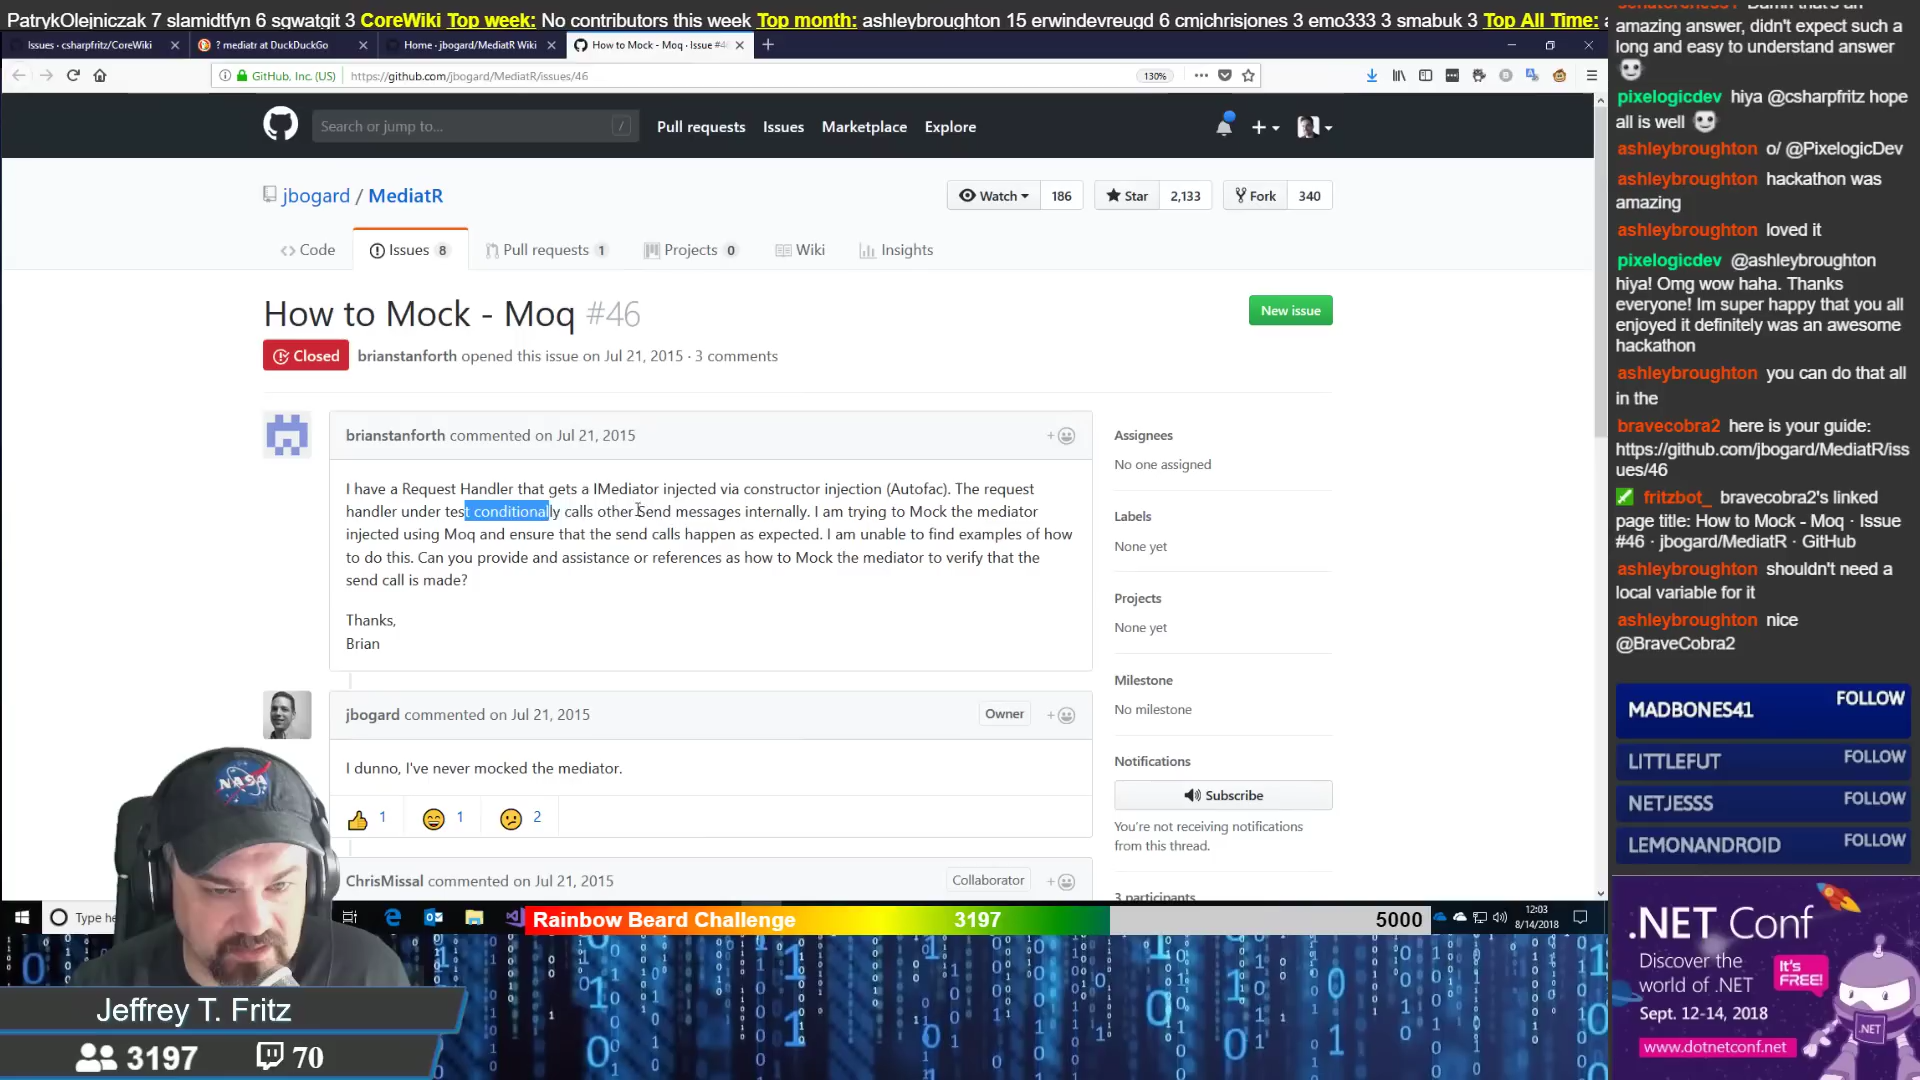 PatrykOlejniczak 7 slamidtfyn 6 sgwatgit 3 CoreWiki Top week: No contributors this week Top month: ashleybroughton 15 erwindevreugd 6 cmjchrisjones 3 emo333 3 smabuk 3 Top All Time:
Issues · csharpfritz/CoreWiki
? mediatr at DuckDuckGo
Home · jbogard/MediatR Wiki
How to Mock - Moq · Issue #4
GitHub, Inc. (US)
https://github.com/jbogard/MediatR/issues/46
130%
Search or jump to...
/
Pull requests
Issues
Marketplace
Explore
jbogard / MediatR
Watch
186
Star
2,133
Fork
340
Code
Issues 8
Pull requests 1
Projects 0
Wiki
Insights
How to Mock - Moq #46
New issue
Closed
brianstanforth opened this issue on Jul 21, 2015 · 3 comments
brianstanforth commented on Jul 21, 2015
I have a Request Handler that gets a IMediator injected via constructor injection (Autofac). The request
handler under test conditionally calls other Send messages internally. I am trying to Mock the mediator
injected using Moq and ensure that the send calls happen as expected. I am unable to find examples of how
to do this. Can you provide and assistance or references as how to Mock the mediator to verify that the
send call is made?
Thanks,
Brian
jbogard commented on Jul 21, 2015
Owner
I dunno, I've never mocked the mediator.
1
1
2
ChrisMissal commented on Jul 21, 2015
Collaborator
Assignees
No one assigned
Labels
None yet
Projects
None yet
Milestone
No milestone
Notifications
Subscribe
You're not receiving notifications
from this thread.
3 participants
senatoreness1 Damn that's an
amazing answer, didn't expect such a
long and easy to understand answer
pixelogicdev hiya @csharpfritz hope
all is well
ashleybroughton o/ @PixelogicDev
ashleybroughton hackathon was
amazing
ashleybroughton loved it
pixelogicdev @ashleybroughton
hiya! Omg wow haha. Thanks
everyone! Im super happy that you all
enjoyed it definitely was an awesome
hackathon
ashleybroughton you can do that all
in the
bravecobra2 here is your guide:
https://github.com/jbogard/MediatR/iss
ues/46
fritzbot_ bravecobra2's linked
page title: How to Mock - Moq · Issue
#46 · jbogard/MediatR · GitHub
ashleybroughton shouldn't need a
local variable for it
ashleybroughton nice
@BraveCobra2
MADBONES41 FOLLOW
LITTLEFUT FOLLOW
NETJESSS FOLLOW
LEMONANDROID FOLLOW
Type he
Rainbow Beard Challenge
3197
5000
12:03
8/14/2018
NASA
Jeffrey T. Fritz
3197
70
.NET Conf
Discover the
world of .NET
It's
FREE!
Sept. 12-14, 2018
www.dotnetconf.net
.NET